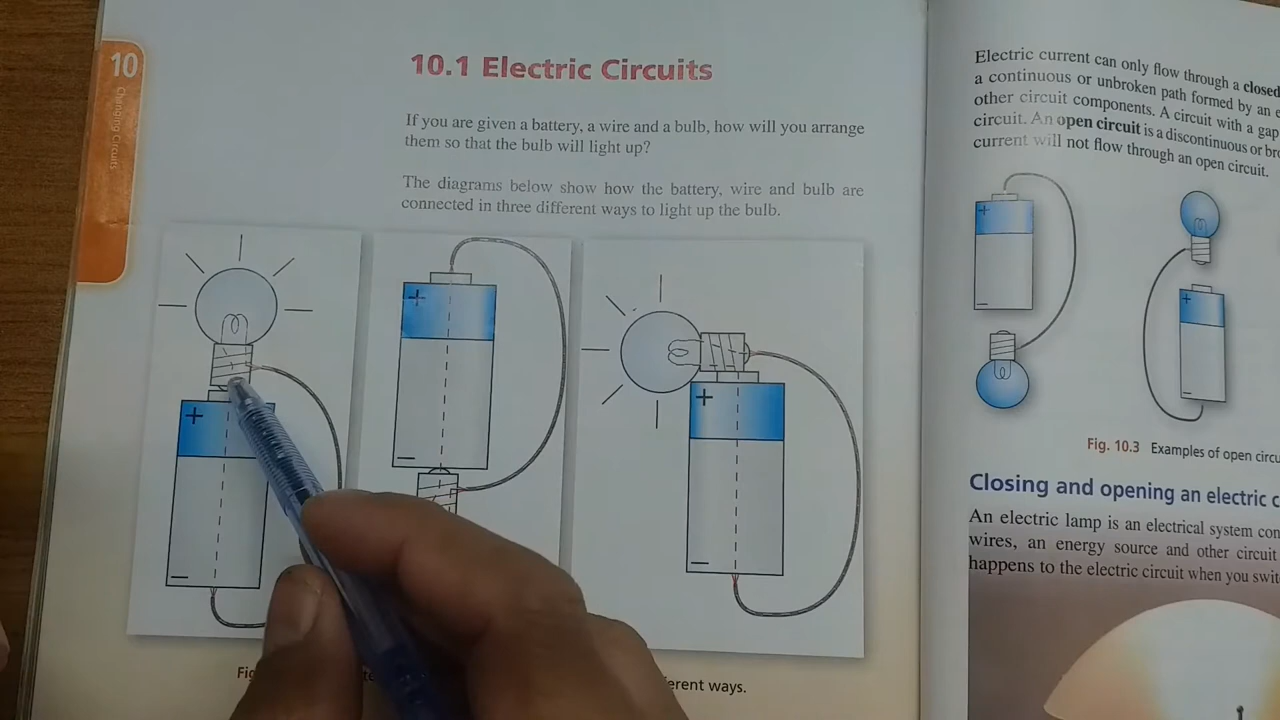 10
Changing Circuits
10.1 Electric Circuits
If you are given a battery, a wire and a bulb, how will you arrange
them so that the bulb will light up?
The diagrams below show how the battery, wire and bulb are
connected in three different ways to light up the bulb.
+
−
+
−
+
−
erent ways.
Electric current can only flow through a closed
a continuous or unbroken path formed by an e
other circuit components. A circuit with a gap
circuit. An open circuit is a discontinuous or br
current will not flow through an open circuit.
+
−
+
−
Fig. 10.3 Examples of open circu
Closing and opening an electric c
An electric lamp is an electrical system con
wires, an energy source and other circuit
happens to the electric circuit when you swit